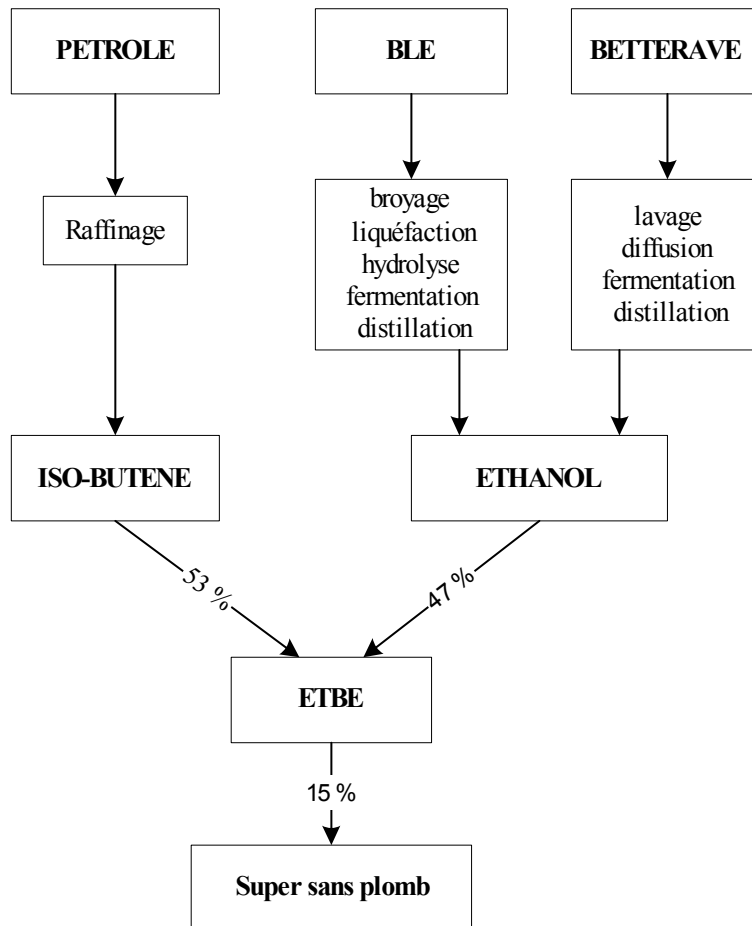 PETROLE
BLE
BETTERAVE
Raffinage
broyage
liquéfaction
hydrolyse
fermentation
distillation
lavage
diffusion
fermentation
distillation
ISO-BUTENE
ETHANOL
53 %
47 %
ETBE
15 %
Super sans plomb